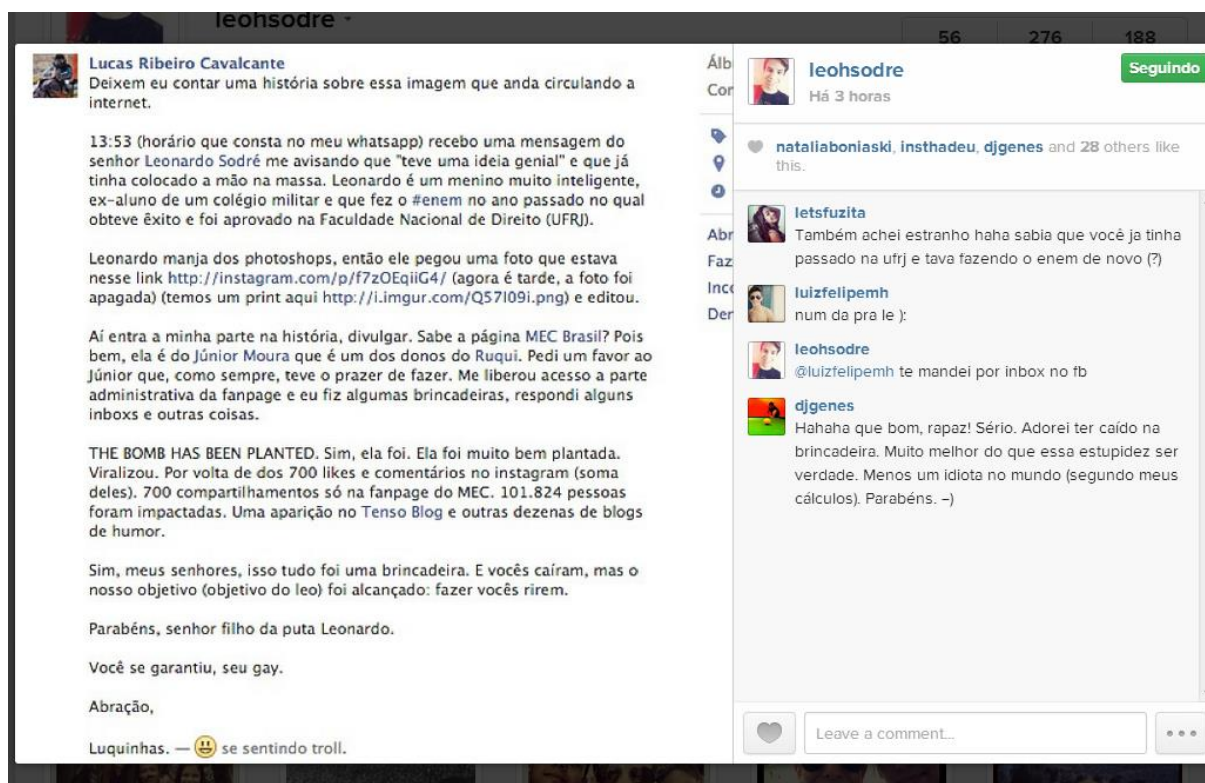 leohsodre
56 276 188
Lucas Ribeiro Cavalcante
Deixem eu contar uma história sobre essa imagem que anda circulando a
internet.
13:53 (horário que consta no meu whatsapp) recebo uma mensagem do
senhor Leonardo Sodré me avisando que "teve uma ideia genial" e que já
tinha colocado a mão na massa. Leonardo é um menino muito inteligente,
ex-aluno de um colégio militar e que fez o #enem no ano passado no qual
obteve êxito e foi aprovado na Faculdade Nacional de Direito (UFRJ).
Leonardo manja dos photoshops, então ele pegou uma foto que estava
nesse link http://instagram.com/p/f7zOEqiiG4/ (agora é tarde, a foto foi
apagada) (temos um print aqui http://i.imgur.com/Q57I09i.png) e editou.
Aí entra a minha parte na história, divulgar. Sabe a página MEC Brasil? Pois
bem, ela é do Júnior Moura que é um dos donos do Ruqui. Pedi um favor ao
Júnior que, como sempre, teve o prazer de fazer. Me liberou acesso a parte
administrativa da fanpage e eu fiz algumas brincadeiras, respondi alguns
inboxs e outras coisas.
THE BOMB HAS BEEN PLANTED. Sim, ela foi. Ela foi muito bem plantada.
Viralizou. Por volta de dos 700 likes e comentários no instagram (soma
deles). 700 compartilhamentos só na fanpage do MEC. 101.824 pessoas
foram impactadas. Uma aparição no Tenso Blog e outras dezenas de blogs
de humor.
Sim, meus senhores, isso tudo foi uma brincadeira. E vocês caíram, mas o
nosso objetivo (objetivo do leo) foi alcançado: fazer vocês rirem.
Parabéns, senhor filho da puta Leonardo.
Você se garantiu, seu gay.
Abração,
Luquinhas. — se sentindo troll.
Álb
Cor
Abr
Faz
Inco
Der
leohsodre
Há 3 horas
Seguindo
nataliaboniaski, insthadeu, djgenes and 28 others like
this.
letsfuzita
Também achei estranho haha sabia que você ja tinha
passado na ufrj e tava fazendo o enem de novo (?)
luizfelipemh
num da pra le ):
leohsodre
@luizfelipemh te mandei por inbox no fb
djgenes
Hahaha que bom, rapaz! Sério. Adorei ter caído na
brincadeira. Muito melhor do que essa estupidez ser
verdade. Menos um idiota no mundo (segundo meus
cálculos). Parabéns. –)
Leave a comment...